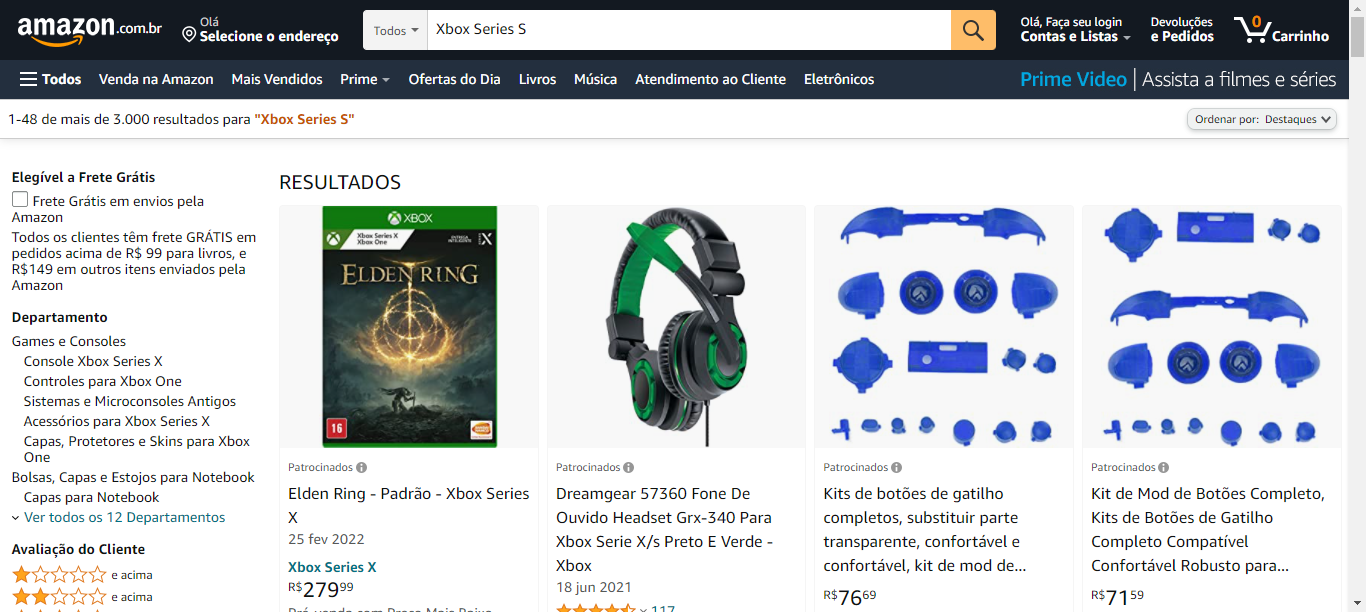 amazon.com.br
Olá
Selecione o endereço
Todos
Xbox Series S
Olá, Faça seu login
Contas e Listas
Devoluções
e Pedidos
0
Carrinho
Todos
Venda na Amazon
Mais Vendidos
Prime
Ofertas do Dia
Livros
Música
Atendimento ao Cliente
Eletrônicos
Prime Video | Assista a filmes e séries
1-48 de mais de 3.000 resultados para "Xbox Series S"
Ordenar por: Destaques
Elegível a Frete Grátis
Frete Grátis em envios pela
Amazon
Todos os clientes têm frete GRÁTIS em
pedidos acima de R$ 99 para livros, e
R$149 em outros itens enviados pela
Amazon
Departamento
Games e Consoles
Console Xbox Series X
Controles para Xbox One
Sistemas e Microconsoles Antigos
Acessórios para Xbox Series X
Capas, Protetores e Skins para Xbox
One
Bolsas, Capas e Estojos para Notebook
Capas para Notebook
Ver todos os 12 Departamentos
Avaliação do Cliente
e acima
e acima
RESULTADOS
XBOX
Xbox Series X
Xbox One
ENTREGA
INTELIGENTE
X
ELDEN RING
16
Patrocinados
Elden Ring - Padrão - Xbox Series
X
25 fev 2022
Xbox Series X
R$27999
Pré-venda com Preço Mais Baixo
Patrocinados
Dreamgear 57360 Fone De
Ouvido Headset Grx-340 Para
Xbox Serie X/s Preto E Verde -
Xbox
18 jun 2021
117
Patrocinados
Kits de botões de gatilho
completos, substituir parte
transparente, confortável e
confortável, kit de mod de...
R$7669
Patrocinados
Kit de Mod de Botões Completo,
Kits de Botões de Gatilho
Completo Compatível
Confortável Robusto para...
R$7159